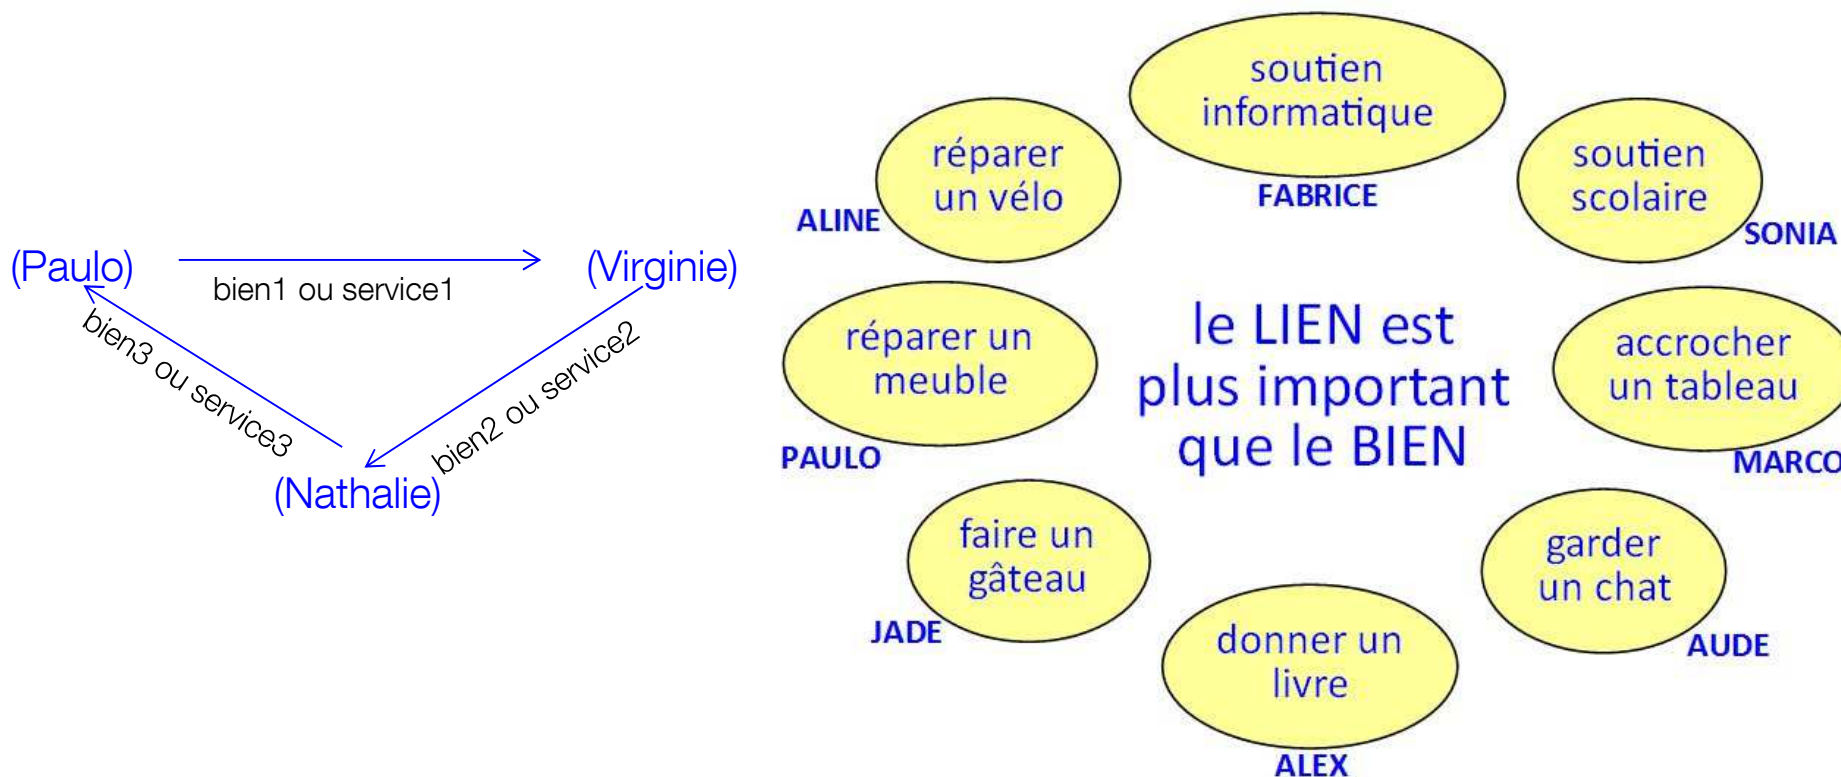 (Paulo)
bien1 ou service1
(Virginie)
bien2 ou service2
(Nathalie)
bien3 ou service3
soutien
informatique
FABRICE
soutien
scolaire
SONIA
accrocher
un tableau
MARCO
garder
un chat
AUDE
donner un
livre
ALEX
faire un
gâteau
JADE
réparer un
meuble
PAULO
réparer
un vélo
ALINE
le LIEN est
plus important
que le BIEN